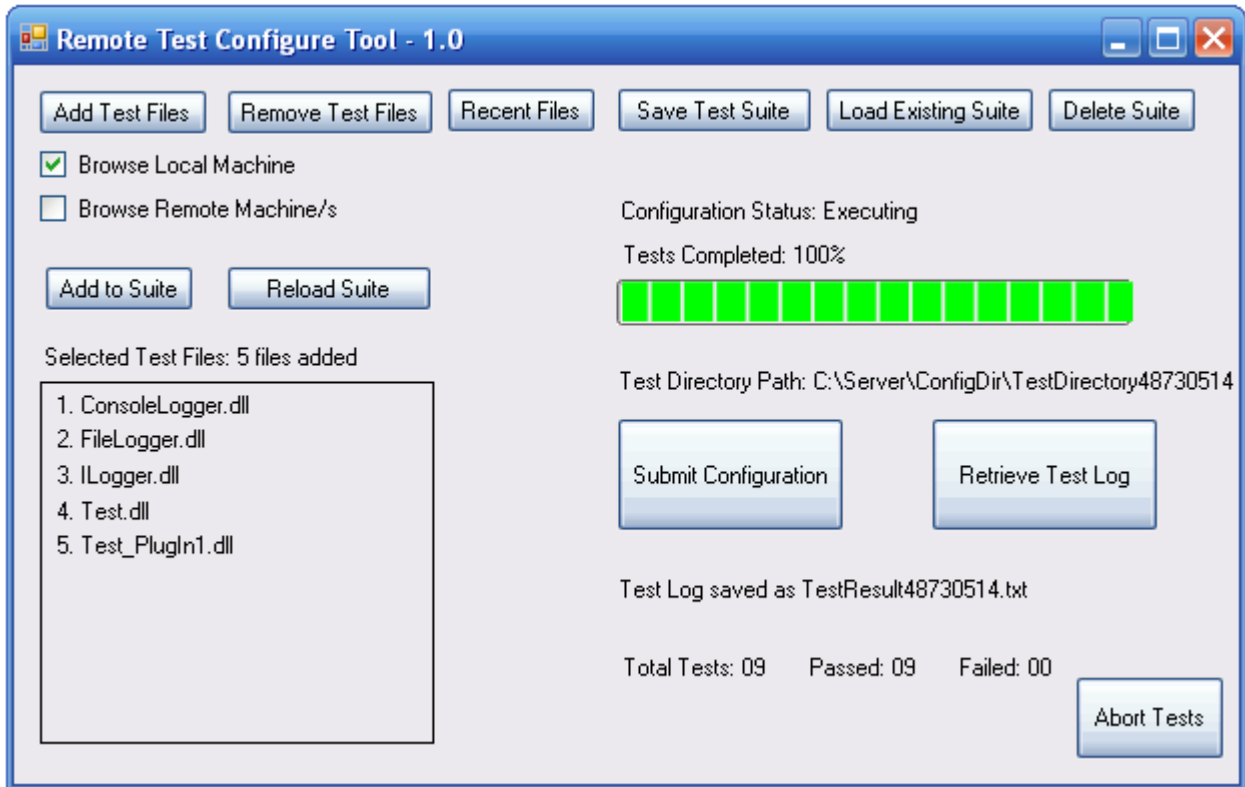 Remote Test Configure Tool - 1.0
Add Test Files
Remove Test Files
Recent Files
Save Test Suite
Load Existing Suite
Delete Suite
Browse Local Machine
Browse Remote Machine/s
Add to Suite
Reload Suite
Selected Test Files: 5 files added
1. ConsoleLogger.dll
2. FileLogger.dll
3. ILogger.dll
4. Test.dll
5. Test_PlugIn1.dll
Configuration Status: Executing
Tests Completed: 100%
Test Directory Path: C:\Server\ConfigDir\TestDirectory48730514
Submit Configuration
Retrieve Test Log
Test Log saved as TestResult48730514.txt
Total Tests: 09 Passed: 09 Failed: 00
Abort Tests